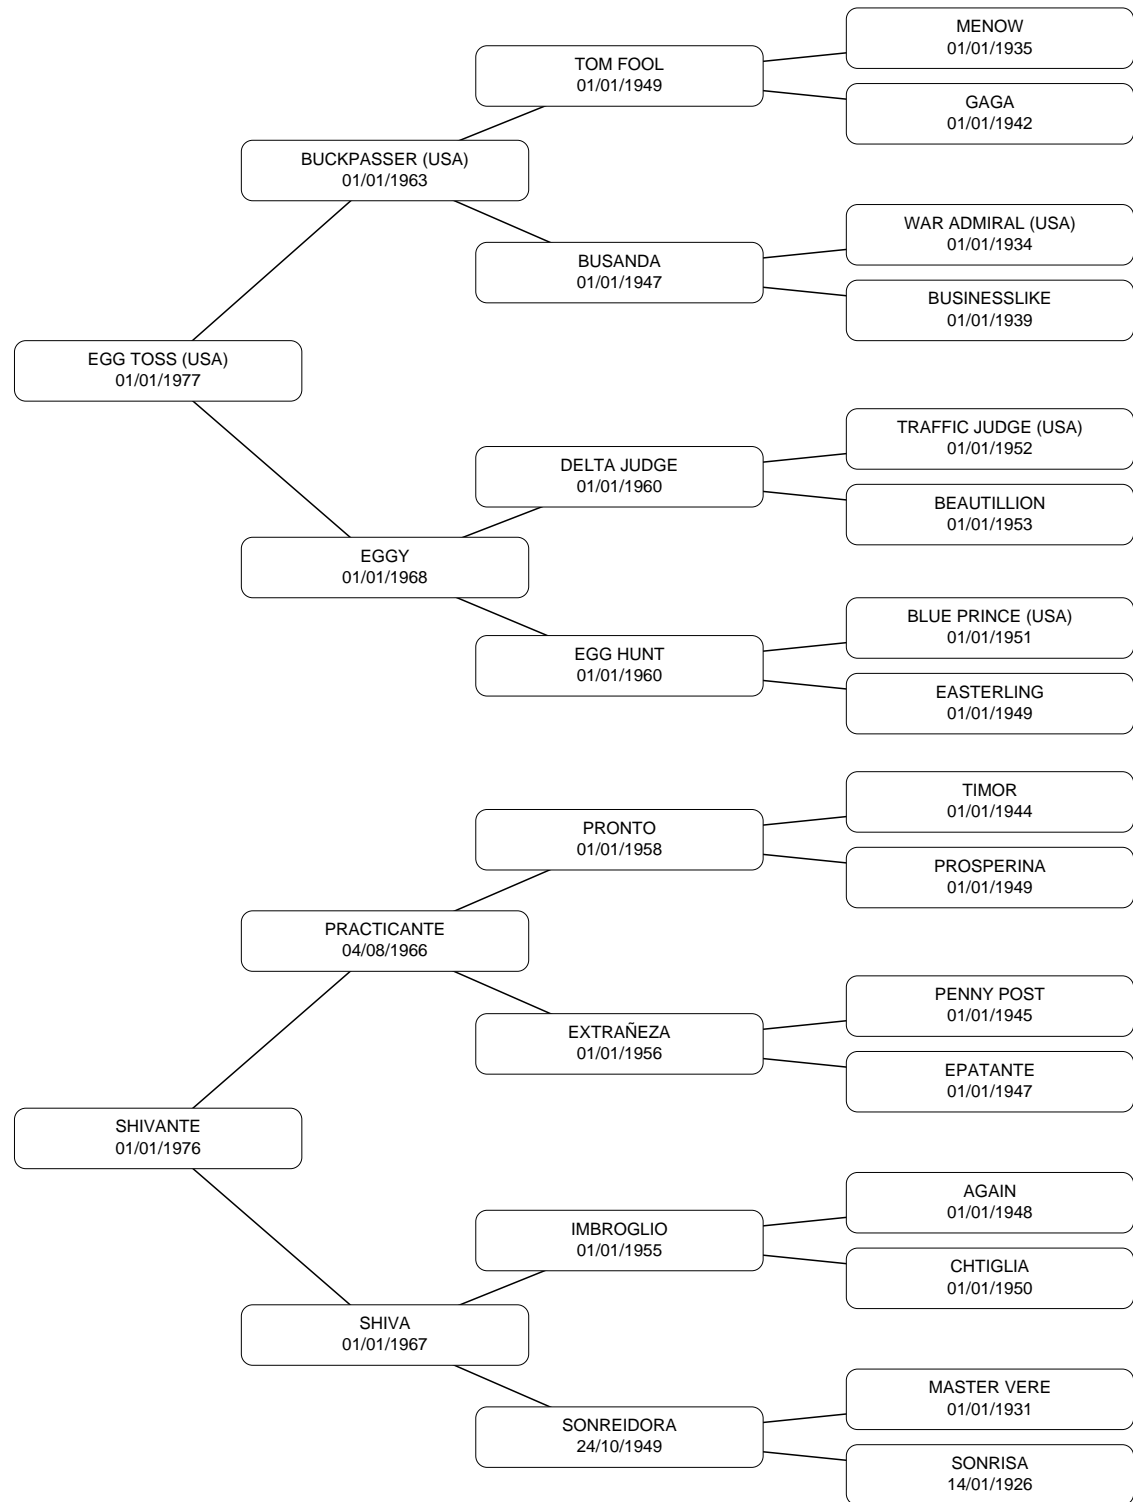 MENOW
01/01/1935
TOM FOOL
01/01/1949
GAGA
01/01/1942
BUCKPASSER (USA)
01/01/1963
WAR ADMIRAL (USA)
01/01/1934
BUSANDA
01/01/1947
BUSINESSLIKE
01/01/1939
EGG TOSS (USA)
01/01/1977
TRAFFIC JUDGE (USA)
01/01/1952
DELTA JUDGE
01/01/1960
BEAUTILLION
01/01/1953
EGGY
01/01/1968
BLUE PRINCE (USA)
01/01/1951
EGG HUNT
01/01/1960
EASTERLING
01/01/1949
TIMOR
01/01/1944
PRONTO
01/01/1958
PROSPERINA
01/01/1949
PRACTICANTE
04/08/1966
PENNY POST
01/01/1945
EXTRAÑEZA
01/01/1956
EPATANTE
01/01/1947
SHIVANTE
01/01/1976
AGAIN
01/01/1948
IMBROGLIO
01/01/1955
CHTIGLIA
01/01/1950
SHIVA
01/01/1967
MASTER VERE
01/01/1931
SONREIDORA
24/10/1949
SONRISA
14/01/1926